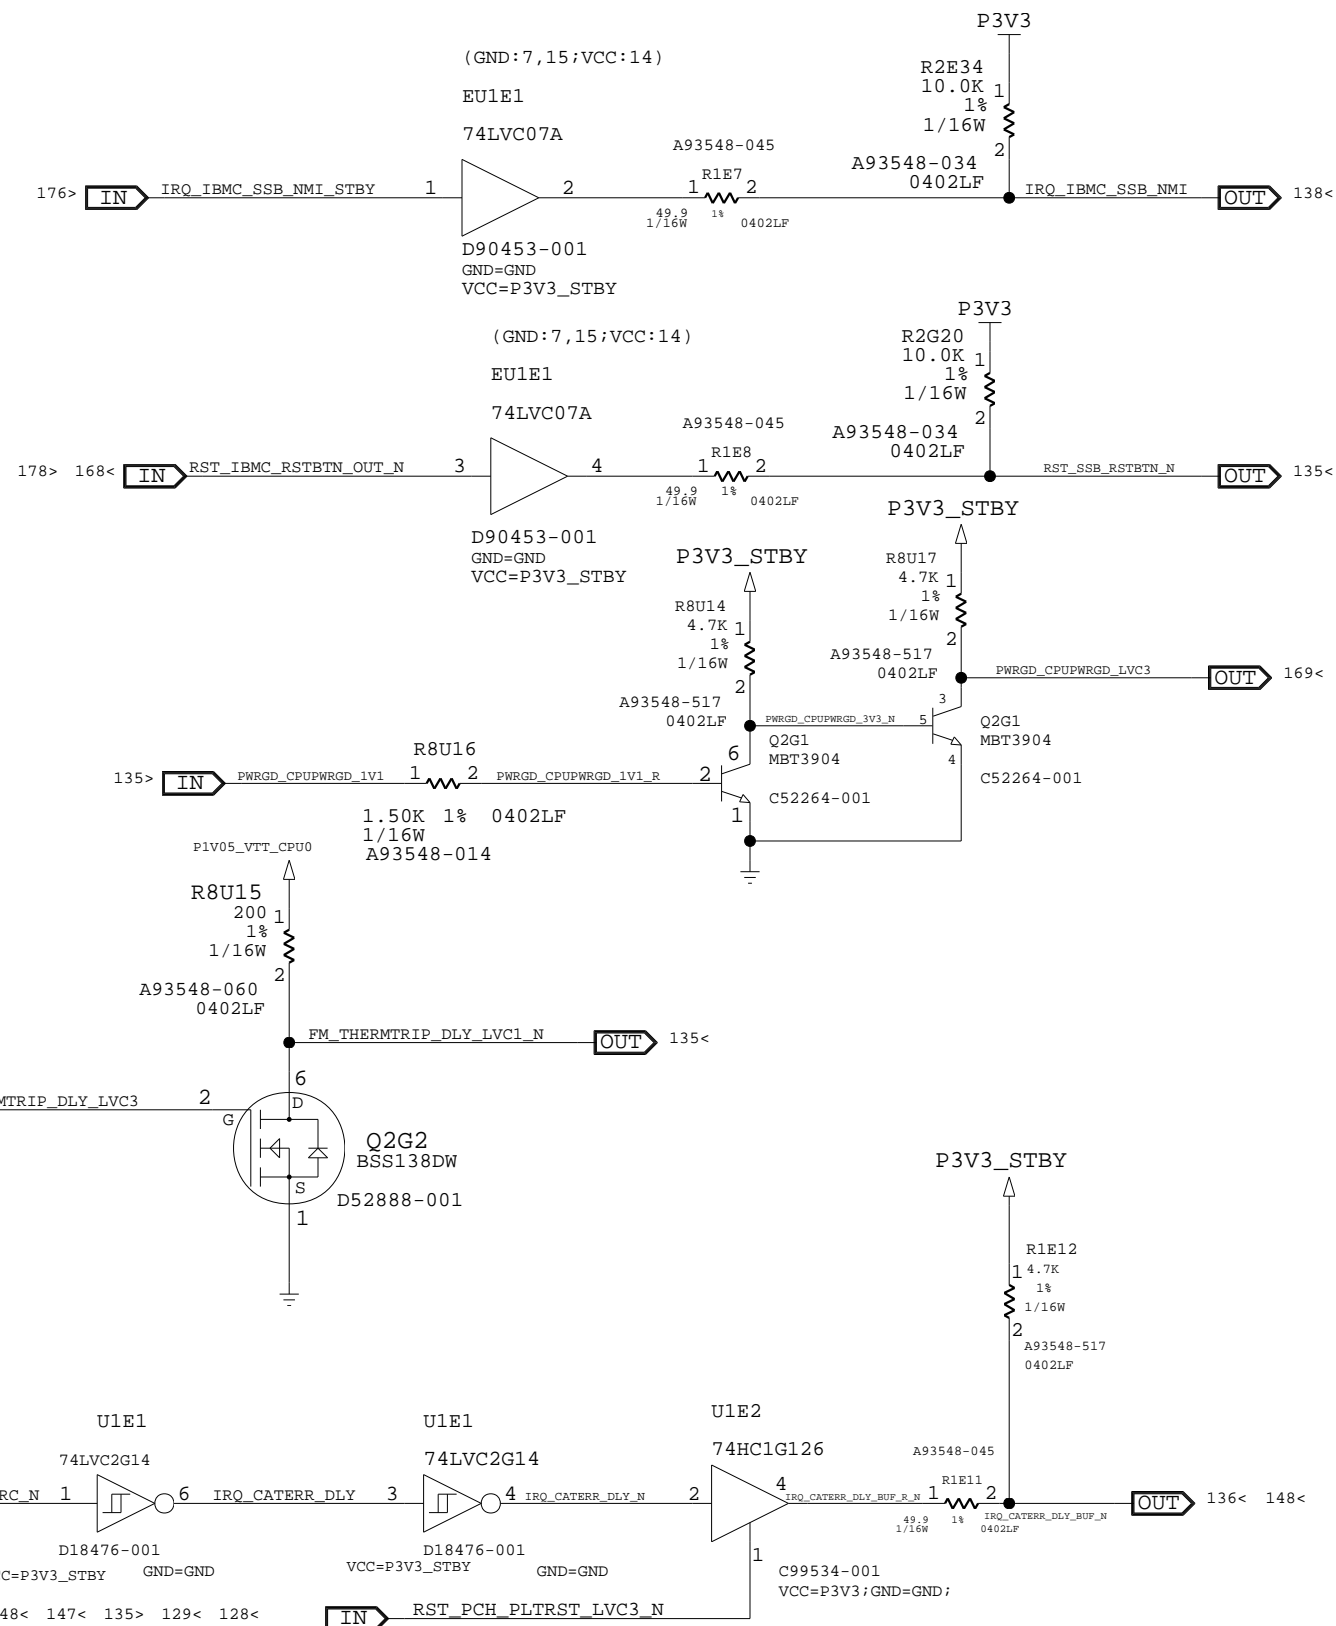 P3V3
(GND:7,15;VCC:14)
R2E34
10.0K 1
EU1E1
1%
1/16W
74LVC07A
A93548-045
2
A93548-034
0402LF
176> IN IRQ_IBMC_SSB_NMI_STBY 1 2 1 R1E7 2 IRQ_IBMC_SSB_NMI OUT 138<
49.9 1% 0402LF
1/16W
D90453-001
GND=GND
VCC=P3V3_STBY
P3V3
(GND:7,15;VCC:14)
R2G20
10.0K 1
EU1E1
1%
1/16W
74LVC07A
2
A93548-045
A93548-034
0402LF
178> 168< IN RST_IBMC_RSTBTN_OUT_N 3 4 1 R1E8 2 RST_SSB_RSTBTN_N OUT 135<
49.9 1% 0402LF
1/16W
P3V3_STBY
D90453-001
GND=GND
VCC=P3V3_STBY
P3V3_STBY
R8U17
4.7K 1
1%
1/16W
2
R8U14
4.7K 1
1%
1/16W
2
A93548-517
0402LF
PWRGD_CPUPWRGD_LVC3 OUT 169<
A93548-517
0402LF
PWRGD_CPUPWRGD_3V3_N 5 3 4
Q2G1
MBT3904
C52264-001
Q2G1
MBT3904
C52264-001
6
1
135> IN PWRGD_CPUPWRGD_1V1 1 R8U16 2 PWRGD_CPUPWRGD_1V1_R 2
1.50K 1% 0402LF
1/16W
A93548-014
P1V05_VTT_CPU0
R8U15
200 1
1%
1/16W
2
A93548-060
0402LF
FM_THERMTRIP_DLY_LVC1_N OUT 135<
6
MTRIP_DLY_LVC3 2
G
D
S
Q2G2
BSS138DW
D52888-001
1
P3V3_STBY
R1E12
1 4.7K
1%
1/16W
2
A93548-517
0402LF
U1E1 U1E1 U1E2
74LVC2G14 74LVC2G14 74HC1G126 A93548-045
RC_N 1 6 IRQ_CATERR_DLY 3 4 IRQ_CATERR_DLY_N 2 4 IRQ_CATERR_DLY_BUF_R_N 1 R1E11 2 OUT 136< 148<
49.9 1% 0402LF IRQ_CATERR_DLY_BUF_N
1/16W
D18476-001 D18476-001 1
C=P3V3_STBY GND=GND VCC=P3V3_STBY GND=GND C99534-001
VCC=P3V3;GND=GND;
48< 147< 135> 129< 128< IN RST_PCH_PLTRST_LVC3_N